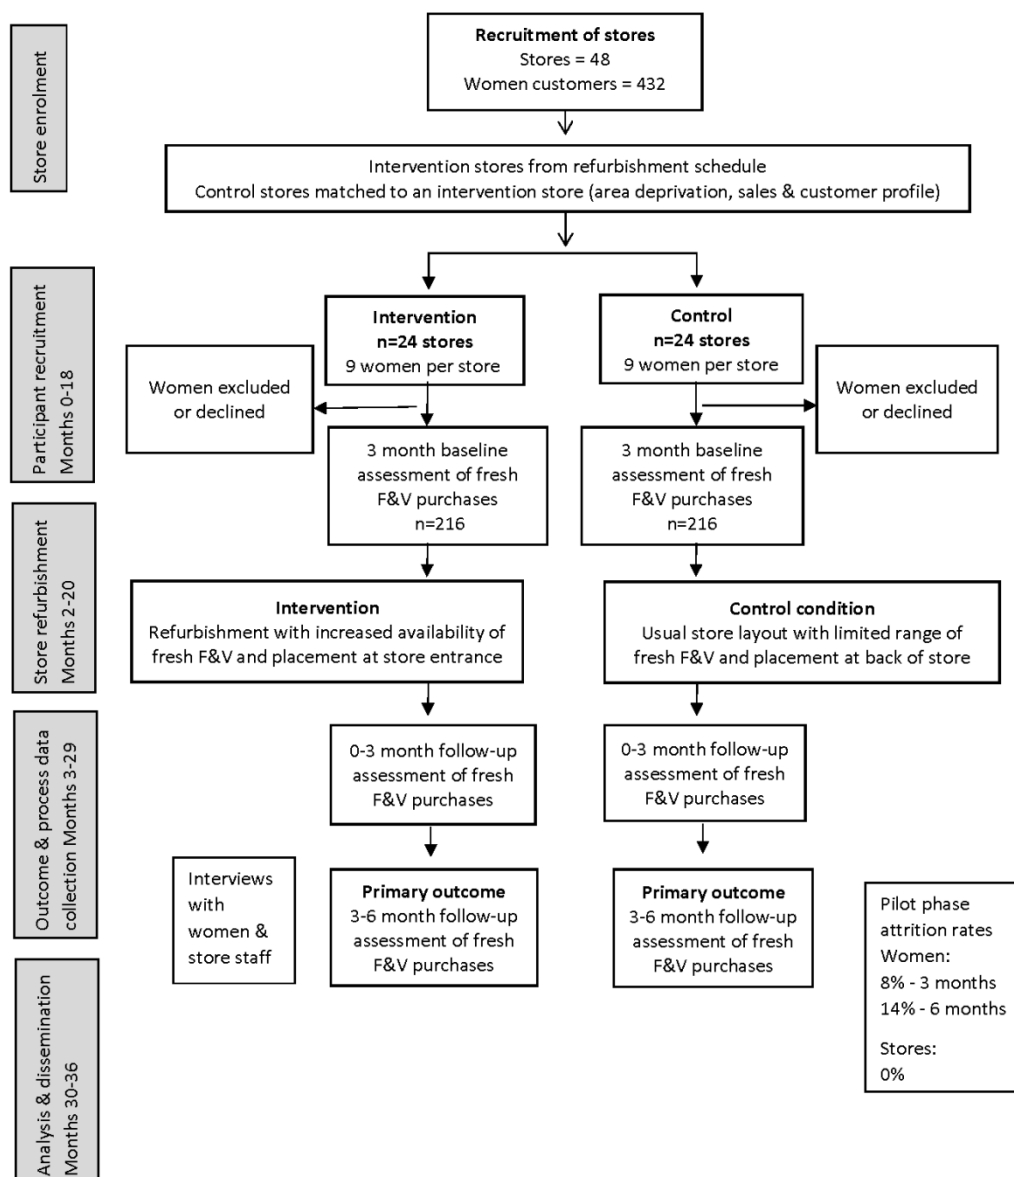 Store enrolment
Recruitment of stores
Stores = 48
Women customers = 432
Intervention stores from refurbishment schedule
Control stores matched to an intervention store (area deprivation, sales & customer profile)
Participant recruitment
Months 0-18
Intervention
n=24 stores
9 women per store
Control
n=24 stores
9 women per store
Women excluded
or declined
Women excluded
or declined
3 month baseline
assessment of fresh
F&V purchases
n=216
3 month baseline
assessment of fresh
F&V purchases
n=216
Store refurbishment
Months 2-20
Intervention
Refurbishment with increased availability of
fresh F&V and placement at store entrance
Control condition
Usual store layout with limited range of
fresh F&V and placement at back of store
Outcome & process data
collection Months 3-29
0-3 month follow-up
assessment of fresh
F&V purchases
0-3 month follow-up
assessment of fresh
F&V purchases
Interviews
with
women &
store staff
Primary outcome
3-6 month follow-up
assessment of fresh
F&V purchases
Primary outcome
3-6 month follow-up
assessment of fresh
F&V purchases
Pilot phase
attrition rates
Women:
8% - 3 months
14% - 6 months
Stores:
0%
Analysis & dissemination
Months 30-36